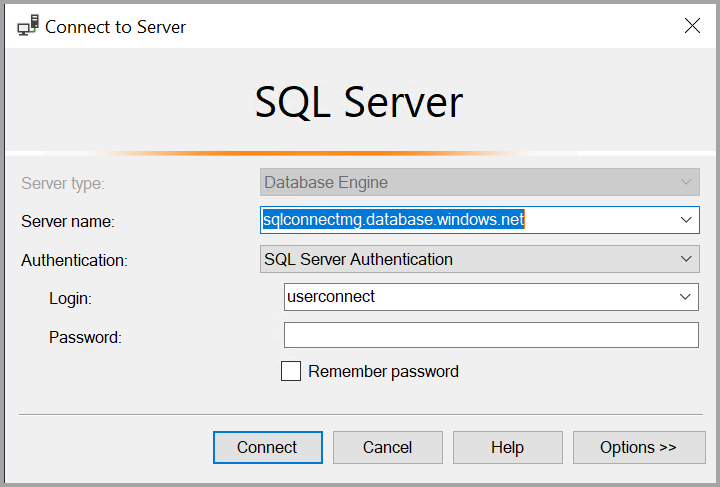 Connect to Server
SQL Server
Server type: Database Engine
Server name: sqlconnectmg.database.windows.net
Authentication: SQL Server Authentication
Login: userconnect
Password:
Remember password
Connect Cancel Help Options >>